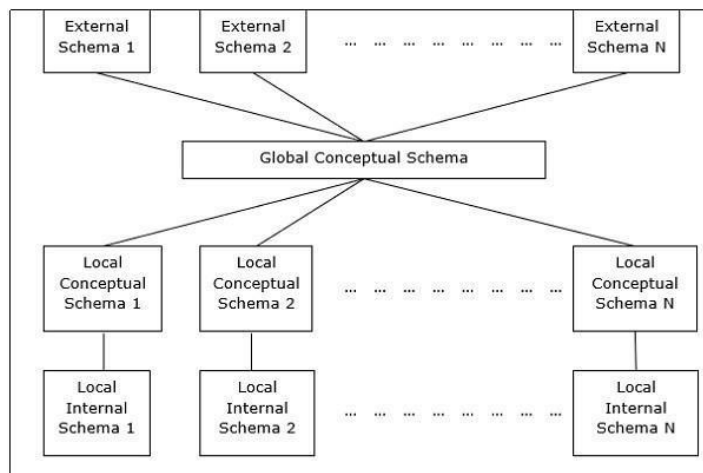 External
Schema 1
External
Schema 2
... ... ... ... ... ... ... ...
External
Schema N
Global Conceptual Schema
Local
Conceptual
Schema 1
Local
Conceptual
Schema 2
... ... ... ... ... ... ... ...
Local
Conceptual
Schema N
Local
Internal
Schema 1
Local
Internal
Schema 2
... ... ... ... ... ... ... ...
Local
Internal
Schema N